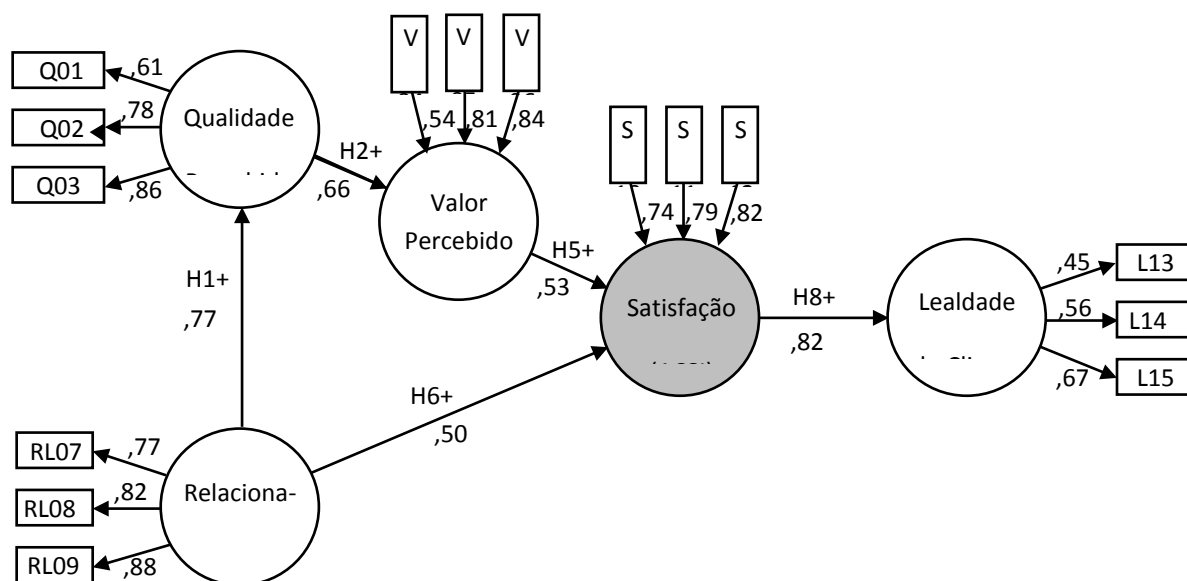 Q01
,61
Q02
,78
Q03
,86
Qualidade
H2+
,66
V
V
V
,54
,81
,84
Valor
Percebido
H1+
,77
H5+
,53
S
S
S
,74
,79
,82
Satisfação
H8+
,82
Lealdade
,45
L13
,56
L14
,67
L15
H6+
,50
RL07
,77
RL08
,82
RL09
,88
Relaciona-